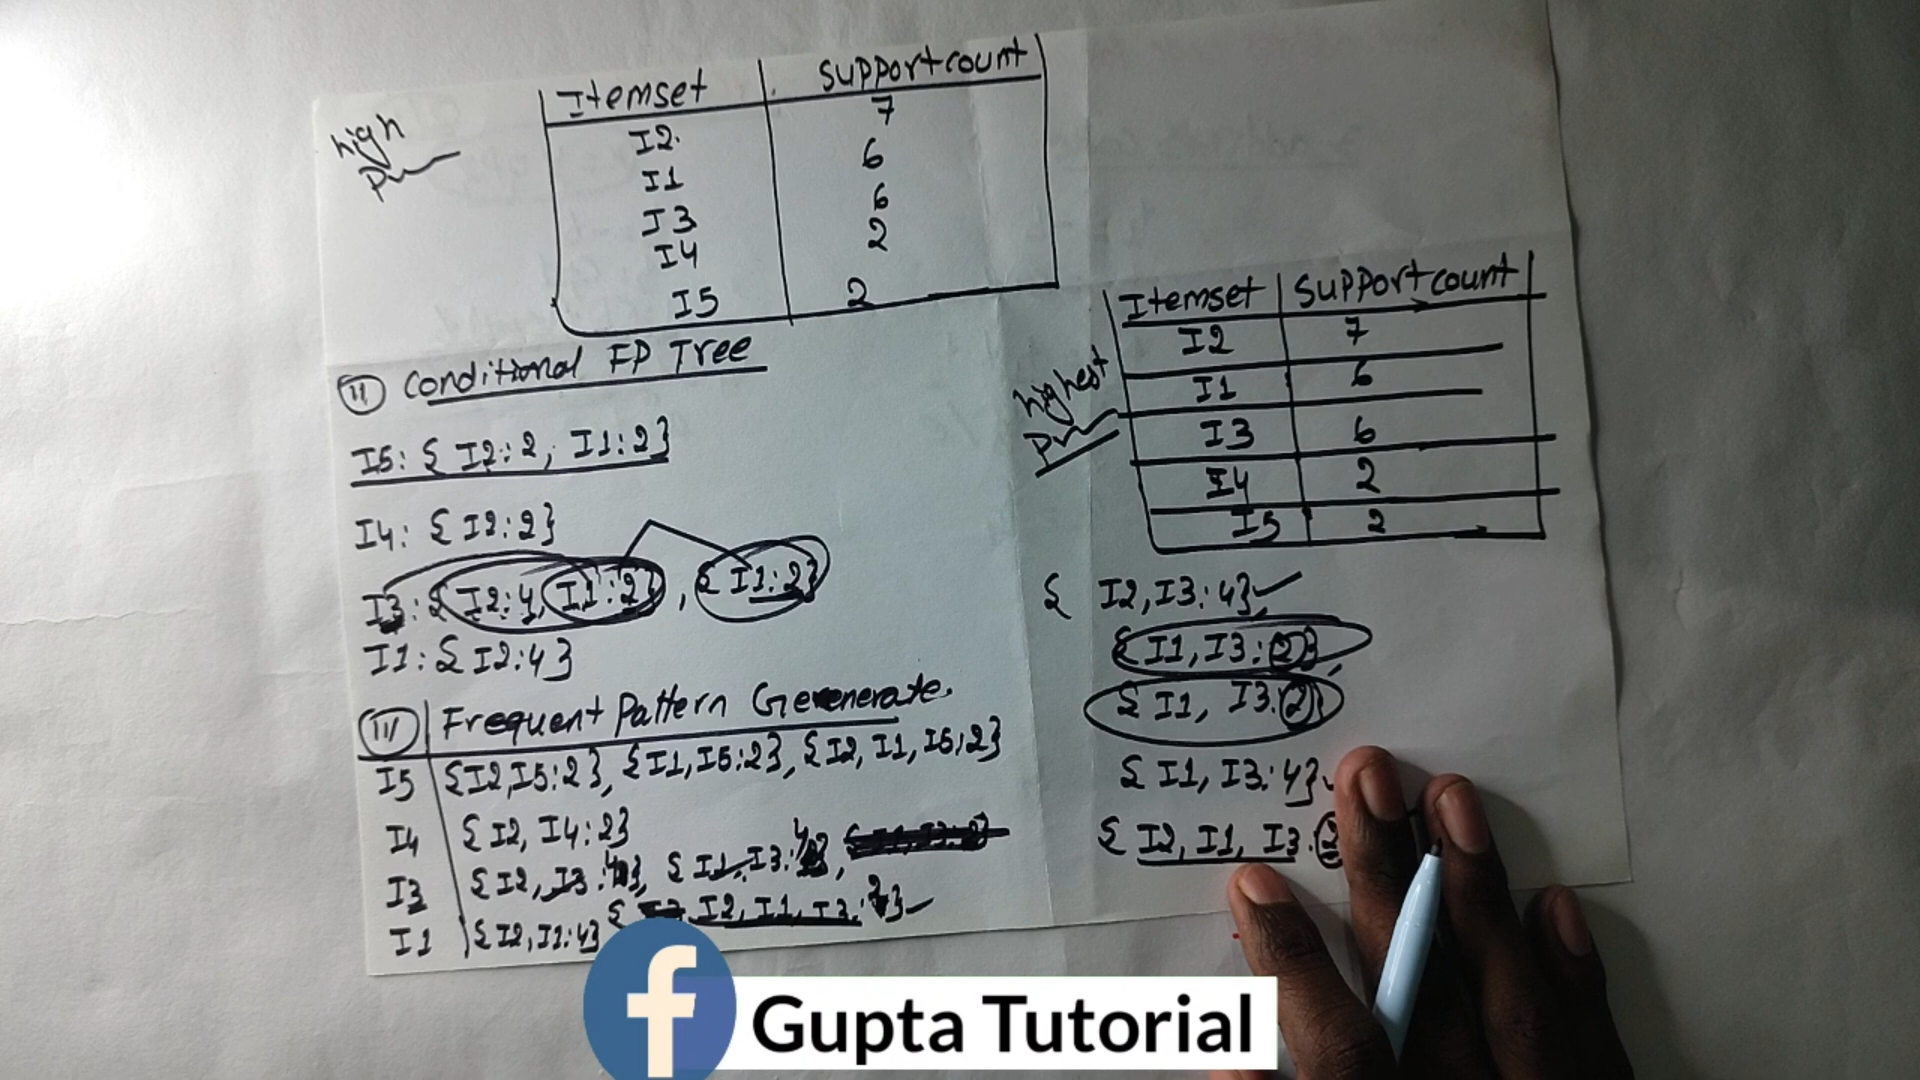 high
Itemset Support count
I2 7
I1 6
I3 6
I4 2
I5 2
II Conditional FP Tree
I5: {I2:2, I1:2}
I4: {I2:2}
I3: {I2:4, I1:2}, {I1:2}
I1: {I2:4}
III Frequent Pattern Generate.
I5 {I2,I5:2}, {I1,I5:2}, {I2, I1, I5:2}
I4 {I2, I4:2}
I3 {I2, I3:4}, {I1, I3:4},
{I2, I1, I3:2}
I1 {I2, I1:4}
highest
Itemset Support count
I2 7
I1 6
I3 6
I4 2
I5 2
{ I2, I3:4},
{I1, I3:2},
{I1, I3:2}
{I1, I3:4}
{I2, I1, I3:2
f Gupta Tutorial